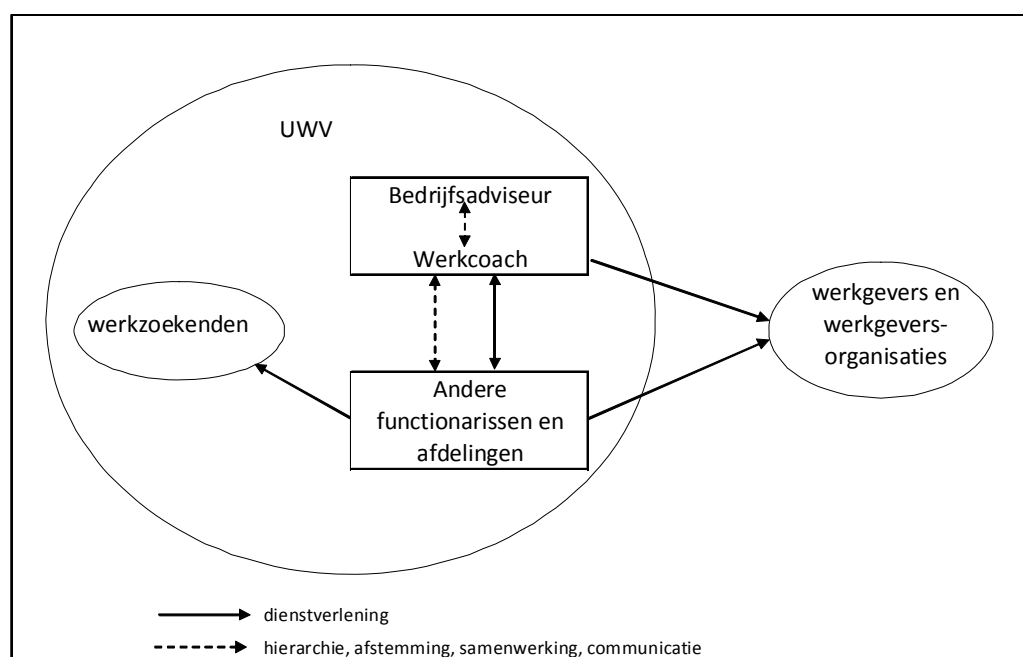 UWV
Bedrijfsadviseur
Werkcoach
werkzoekenden
werkgevers en
werkgevers-
organisaties
Andere
functionarissen en
afdelingen
dienstverlening
hierarchie, afstemming, samenwerking, communicatie